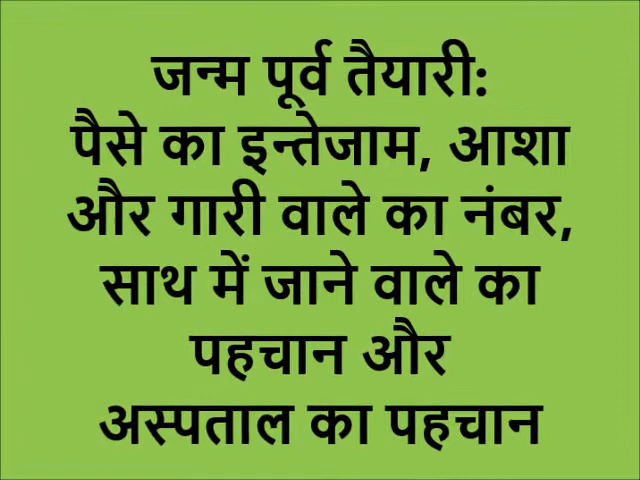 जन्म पूर्व तैयारी:
पैसे का इन्तेजाम, आशा
और गारी वाले का नंबर,
साथ में जाने वाले का
पहचान और
अस्पताल का पहचान